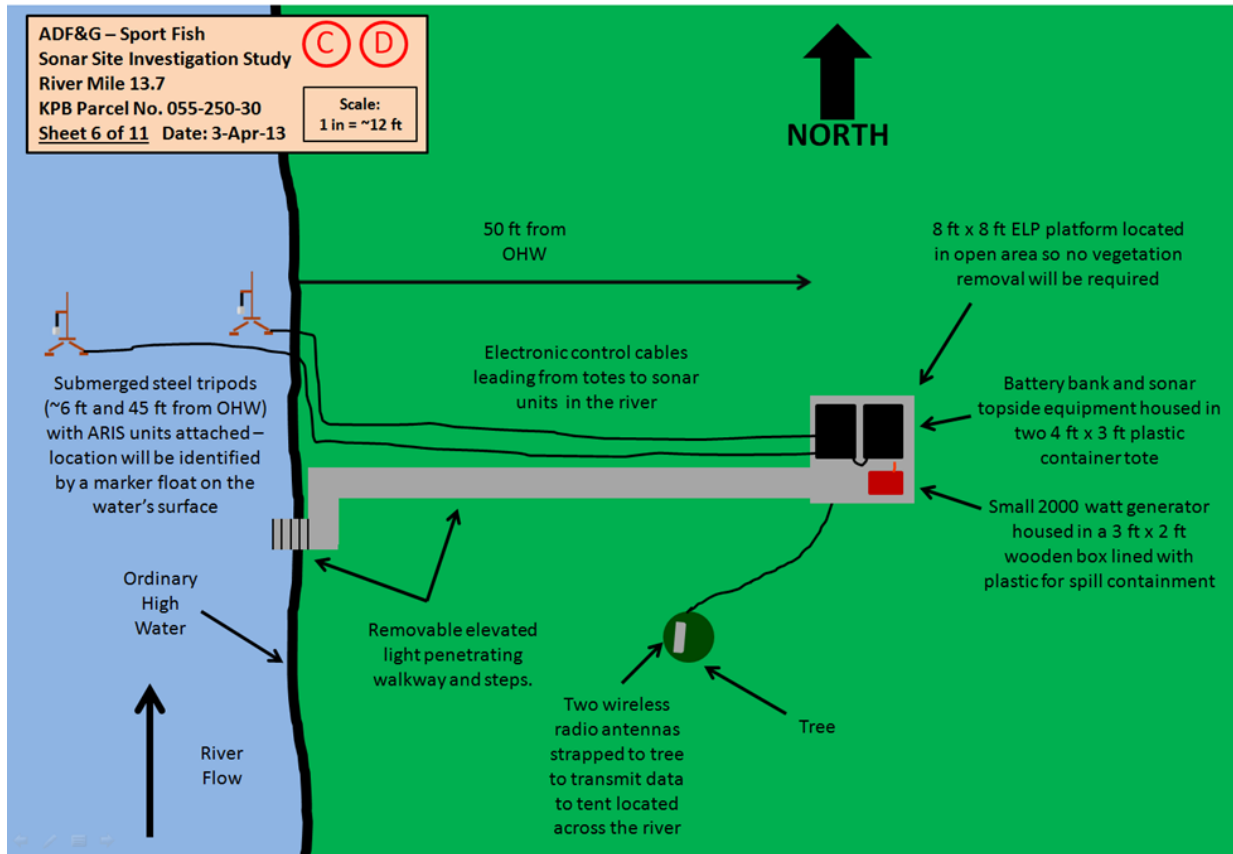 ADF&G – Sport Fish
Sonar Site Investigation Study
River Mile 13.7
KPB Parcel No. 055-250-30
Sheet 6 of 11 Date: 3-Apr-13
C D
Scale:
1 in = ~12 ft
NORTH
50 ft from
OHW
8 ft x 8 ft ELP platform located
in open area so no vegetation
removal will be required
Electronic control cables
leading from totes to sonar
units in the river
Submerged steel tripods
(~6 ft and 45 ft from OHW)
with ARIS units attached –
location will be identified
by a marker float on the
water's surface
Battery bank and sonar
topside equipment housed in
two 4 ft x 3 ft plastic
container tote
Small 2000 watt generator
housed in a 3 ft x 2 ft
wooden box lined with
plastic for spill containment
Ordinary
High
Water
Removable elevated
light penetrating
walkway and steps.
Two wireless
radio antennas
strapped to tree
to transmit data
to tent located
across the river
Tree
River
Flow